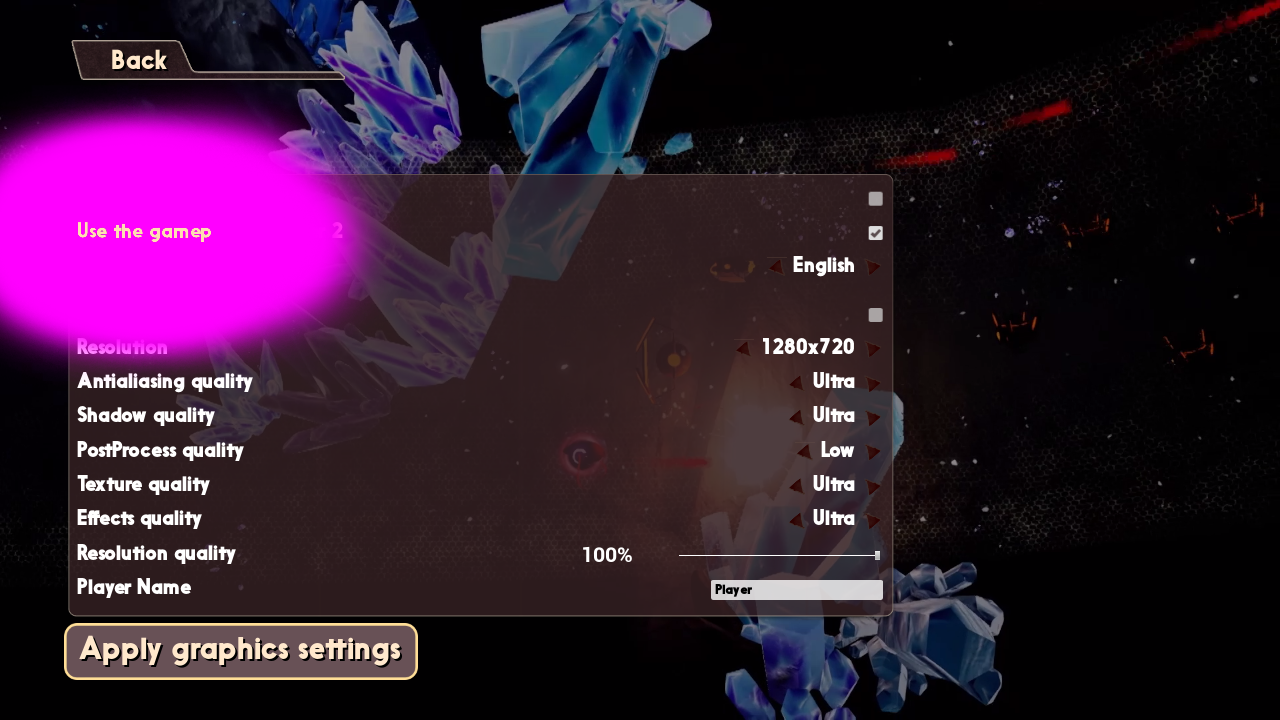 Back
Use the gamep 2
English
Resolution 1280x720
Antialiasing quality Ultra
Shadow quality Ultra
PostProcess quality Low
Texture quality Ultra
Effects quality Ultra
Resolution quality 100%
Player Name Player
Apply graphics settings